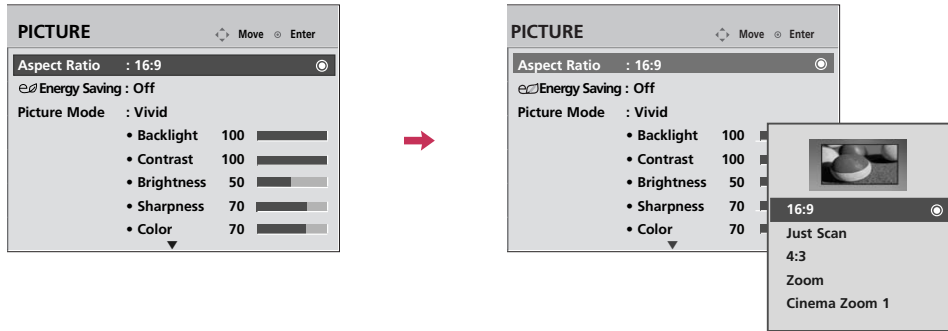 PICTURE
Move Enter
Aspect Ratio : 16:9
Energy Saving : Off
Picture Mode : Vivid
• Backlight 100
• Contrast 100
• Brightness 50
• Sharpness 70
• Color 70
PICTURE
Move Enter
Aspect Ratio : 16:9
Energy Saving : Off
Picture Mode : Vivid
• Backlight 100
• Contrast 100
• Brightness 50
• Sharpness 70
• Color 70
16:9
Just Scan
4:3
Zoom
Cinema Zoom 1